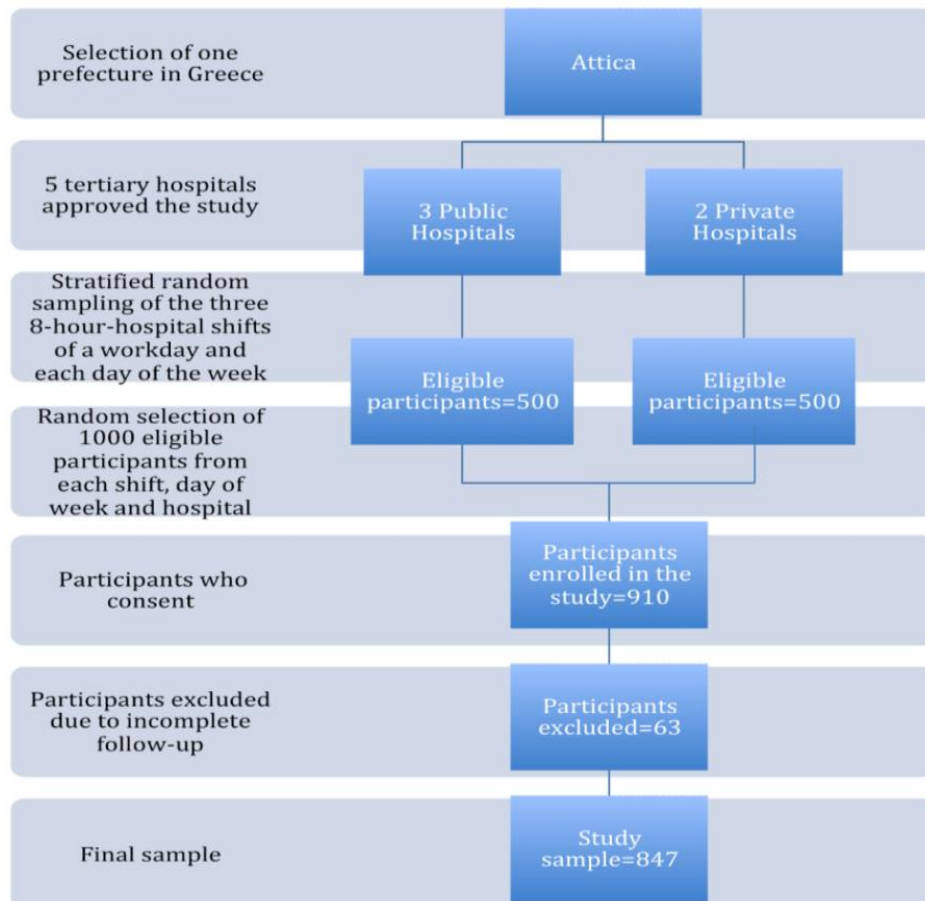 Selection of one
prefecture in Greece
Attica
5 tertiary hospitals
approved the study
3 Public
Hospitals
2 Private
Hospitals
Stratified random
sampling of the three
8-hour-hospital shifts
of a workday and
each day of the week
Eligible
participants=500
Eligible
participants=500
Random selection of
1000 eligible
participants from
each shift, day of
week and hospital
Participants who
consent
Participants
enrolled in the
study=910
Participants excluded
due to incomplete
follow-up
Participants
excluded=63
Final sample
Study
sample=847